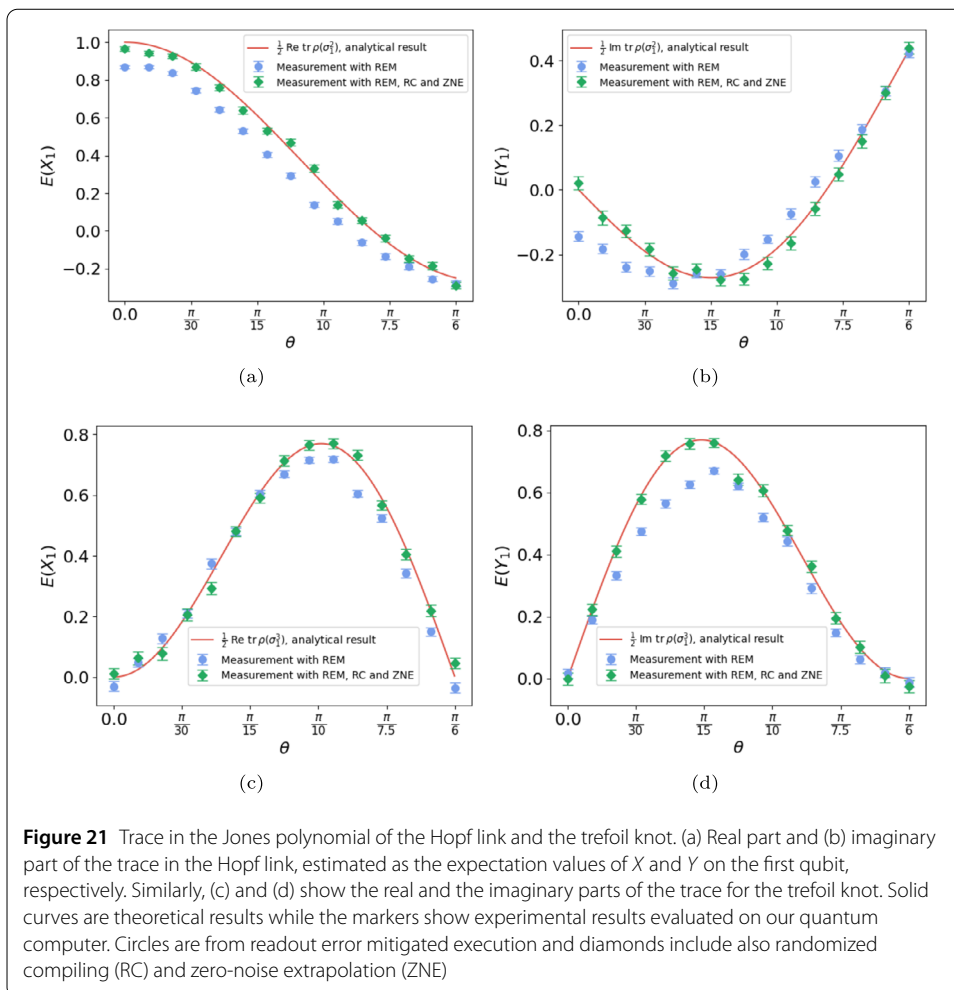 1.0
0.8
0.6
0.4
0.2
0.0
−0.2
E(X₁)
½ Re tr ρ(σ₁²), analytical result
Measurement with REM
Measurement with REM, RC and ZNE
0.0 π/30 π/15 π/10 π/7.5 π/6
θ
(a)
0.4
0.2
0.0
−0.2
E(Y₁)
½ Im tr ρ(σ₁²), analytical result
Measurement with REM
Measurement with REM, RC and ZNE
0.0 π/30 π/15 π/10 π/7.5 π/6
θ
(b)
0.8
0.6
0.4
0.2
0.0
E(X₁)
½ Re tr ρ(σ₁³), analytical result
Measurement with REM
Measurement with REM, RC and ZNE
0.0 π/30 π/15 π/10 π/7.5 π/6
θ
(c)
0.8
0.6
0.4
0.2
0.0
E(Y₁)
½ Im tr ρ(σ₁³), analytical result
Measurement with REM
Measurement with REM, RC and ZNE
0.0 π/30 π/15 π/10 π/7.5 π/6
θ
(d)
Figure 21 Trace in the Jones polynomial of the Hopf link and the trefoil knot. (a) Real part and (b) imaginary
part of the trace in the Hopf link, estimated as the expectation values of X and Y on the first qubit,
respectively. Similarly, (c) and (d) show the real and the imaginary parts of the trace for the trefoil knot. Solid
curves are theoretical results while the markers show experimental results evaluated on our quantum
computer. Circles are from readout error mitigated execution and diamonds include also randomized
compiling (RC) and zero-noise extrapolation (ZNE)